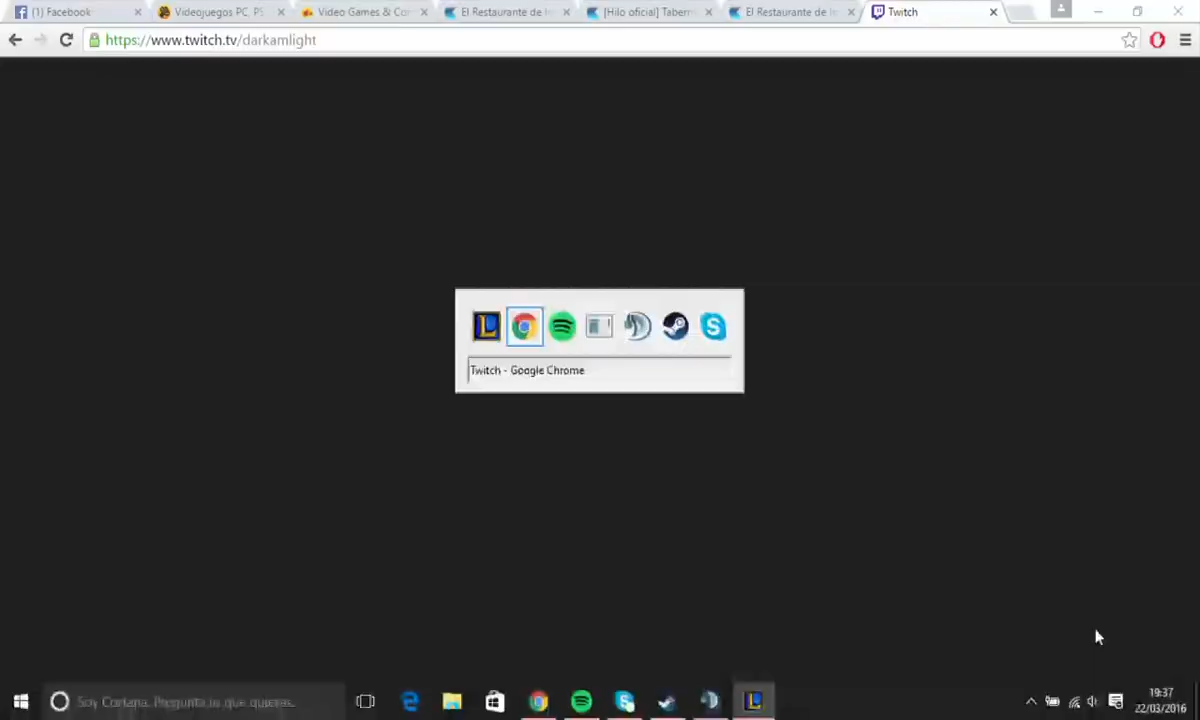 (1) Facebook
Videojuegos PC, PS
Video Games & Co
El Restaurante de
[Hilo oficial] Tabern
El Restaurante de
Twitch
https://www.twitch.tv/darkamlight
Twitch - Google Chrome
Soy Cortana. Pregúntame lo que quieras.
19:37
22/03/2016